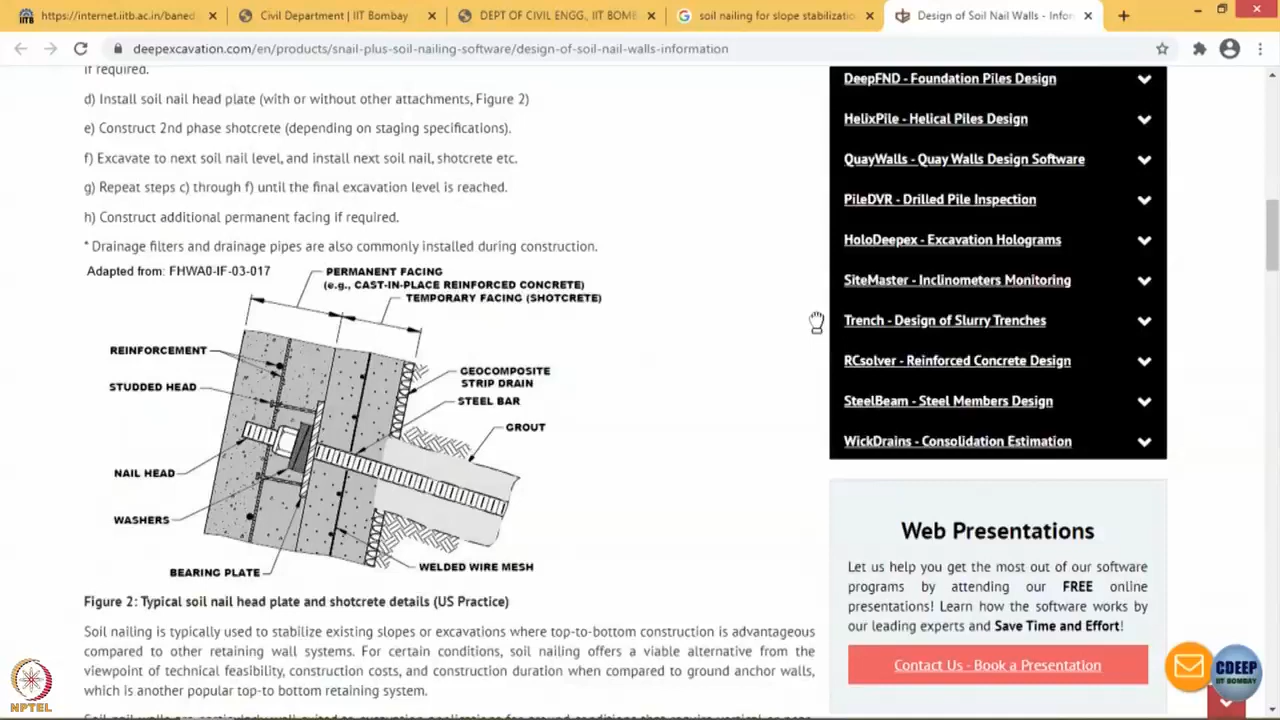 https://internet.iitb.ac.in/baned
Civil Department | IIT Bombay
DEPT OF CIVIL ENGG., IIT BOMB
soil nailing for slope stabilizatio
Design of Soil Nail Walls - Infor
deepexcavation.com/en/products/snail-plus-soil-nailing-software/design-of-soil-nail-walls-information
if required.
d) Install soil nail head plate (with or without other attachments, Figure 2)
e) Construct 2nd phase shotcrete (depending on staging specifications).
f) Excavate to next soil nail level, and install next soil nail, shotcrete etc.
g) Repeat steps c) through f) until the final excavation level is reached.
h) Construct additional permanent facing if required.
* Drainage filters and drainage pipes are also commonly installed during construction.
Adapted from: FHWA0-IF-03-017
PERMANENT FACING
(e.g., CAST-IN-PLACE REINFORCED CONCRETE)
TEMPORARY FACING (SHOTCRETE)
REINFORCEMENT
STUDDED HEAD
GEOCOMPOSITE
STRIP DRAIN
STEEL BAR
GROUT
NAIL HEAD
WASHERS
BEARING PLATE
WELDED WIRE MESH
Figure 2: Typical soil nail head plate and shotcrete details (US Practice)
Soil nailing is typically used to stabilize existing slopes or excavations where top-to-bottom construction is advantageous
compared to other retaining wall systems. For certain conditions, soil nailing offers a viable alternative from the
viewpoint of technical feasibility, construction costs, and construction duration when compared to ground anchor walls,
which is another popular top-to bottom retaining system.
DeepFND - Foundation Piles Design
HelixPile - Helical Piles Design
QuayWalls - Quay Walls Design Software
PileDVR - Drilled Pile Inspection
HoloDeepex - Excavation Holograms
SiteMaster - Inclinometers Monitoring
Trench - Design of Slurry Trenches
RCsolver - Reinforced Concrete Design
SteelBeam - Steel Members Design
WickDrains - Consolidation Estimation
Web Presentations
Let us help you get the most out of our software
programs by attending our FREE online
presentations! Learn how the software works by
our leading experts and Save Time and Effort!
Contact Us - Book a Presentation
NPTEL
CDEEP
IIT BOMBAY